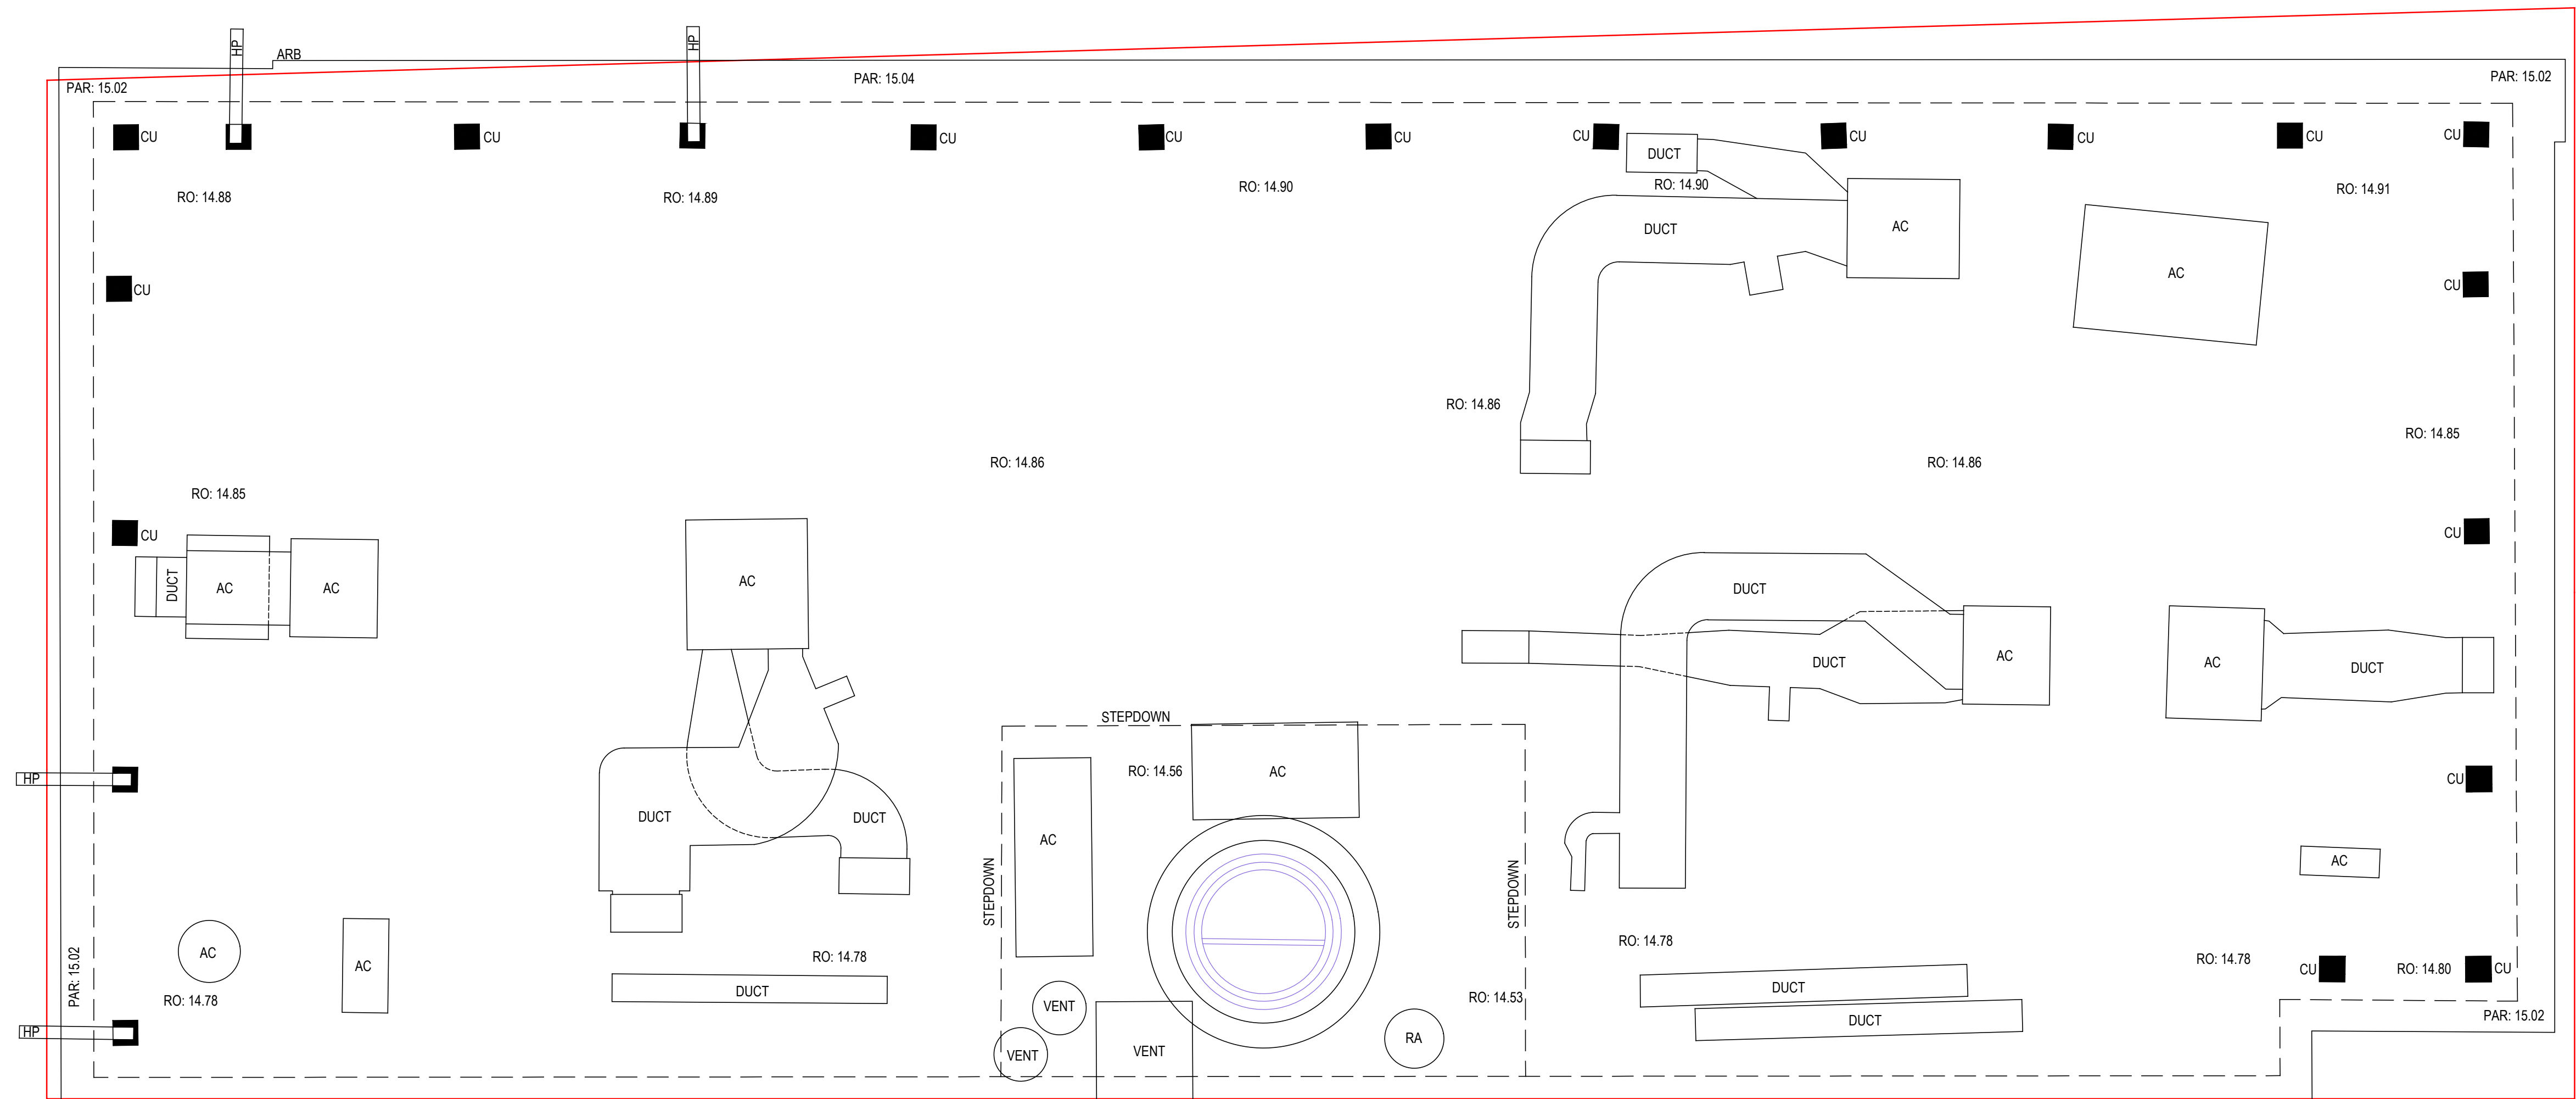 HP
HP
ARB
PAR: 15.02
PAR: 15.04
PAR: 15.02
CU
CU
CU
CU
CU
CU
CU
CU
CU
CU
DUCT
RO: 14.88
RO: 14.89
RO: 14.90
RO: 14.90
RO: 14.91
DUCT
AC
AC
CU
CU
RO: 14.86
RO: 14.85
RO: 14.86
RO: 14.86
RO: 14.85
CU
CU
DUCT
AC
AC
AC
DUCT
DUCT
AC
AC
DUCT
STEPDOWN
RO: 14.56
AC
HP
CU
DUCT
DUCT
AC
STEPDOWN
STEPDOWN
AC
RO: 14.78
RO: 14.78
RO: 14.78
CU
RO: 14.80
CU
AC
AC
PAR: 15.02
RO: 14.78
DUCT
VENT
RO: 14.53
DUCT
DUCT
PAR: 15.02
HP
VENT
VENT
RA